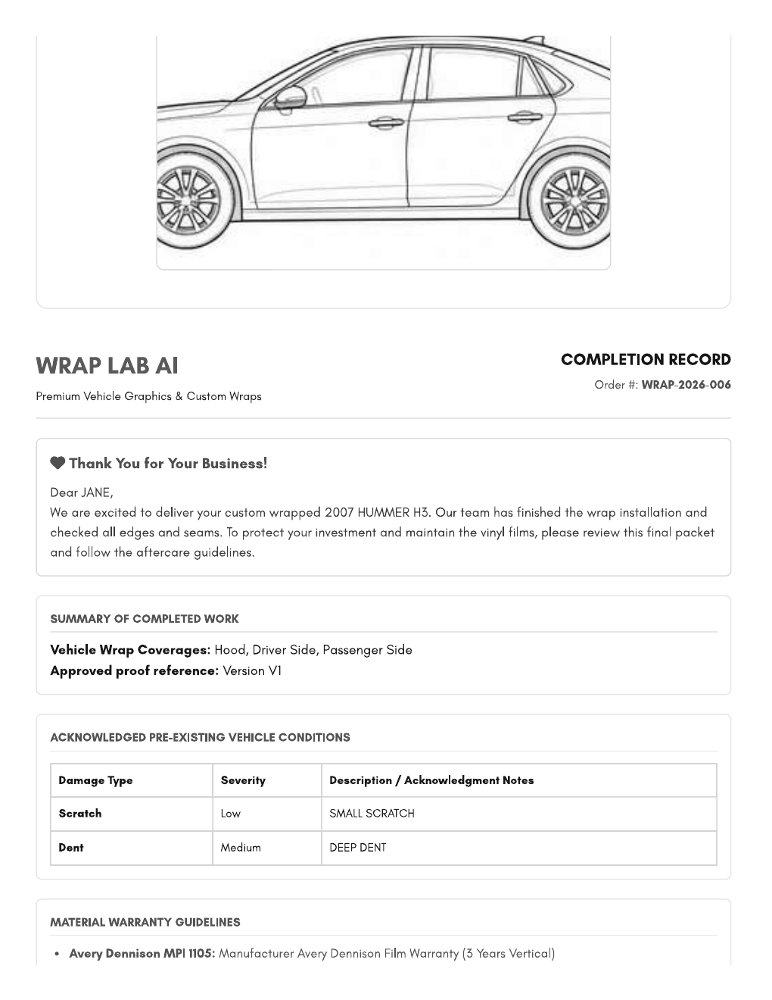 WRAP LAB AI
COMPLETION RECORD
Premium Vehicle Graphics & Custom Wraps
Order #: WRAP-2026-006
Thank You for Your Business!
Dear JANE,
We are excited to deliver your custom wrapped 2007 HUMMER H3. Our team has finished the wrap installation and
checked all edges and seams. To protect your investment and maintain the vinyl films, please review this final packet
and follow the aftercare guidelines.
SUMMARY OF COMPLETED WORK
Vehicle Wrap Coverages: Hood, Driver Side, Passenger Side
Approved proof reference: Version V1
ACKNOWLEDGED PRE-EXISTING VEHICLE CONDITIONS
Damage Type Severity Description / Acknowledgment Notes
Scratch Low SMALL SCRATCH
Dent Medium DEEP DENT
MATERIAL WARRANTY GUIDELINES
• Avery Dennison MPI 1105: Manufacturer Avery Dennison Film Warranty (3 Years Vertical)